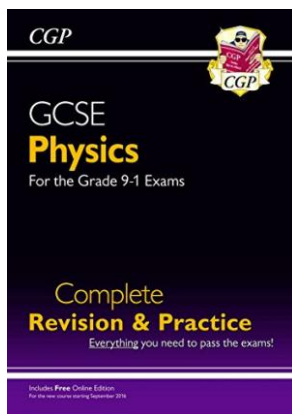 CGP
CGP
CGP
GCSE
Physics
For the Grade 9-1 Exams
Complete
Revision & Practice
Everything you need to pass the exams!
Includes Free Online Edition
For the new course starting September 2016